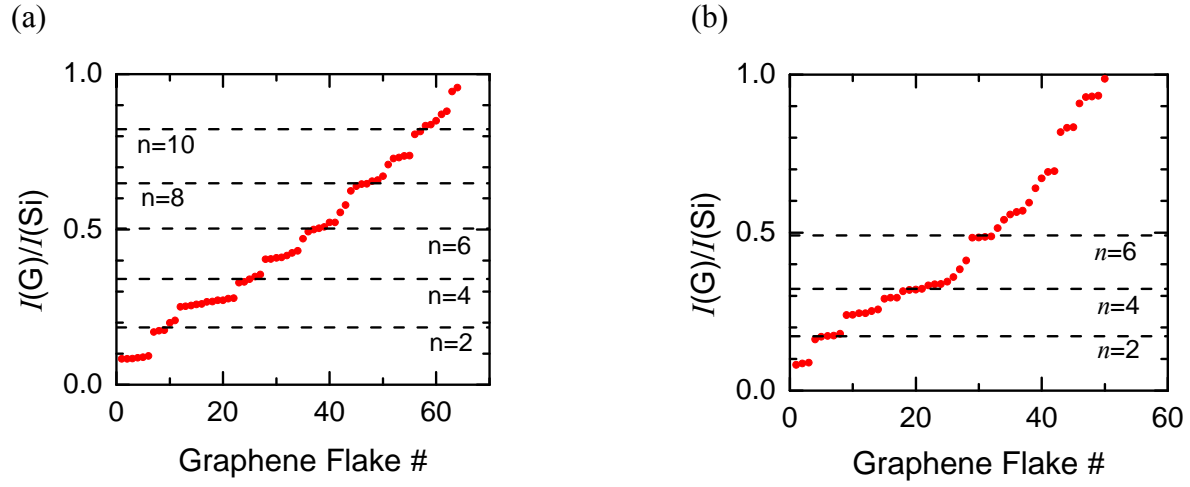 (a)
1.0
0.5
0.0
n=10
n=8
n=6
n=4
n=2
0
20
40
60
I(G)/I(Si)
Graphene Flake #
(b)
1.0
0.5
0.0
n=6
n=4
n=2
0
20
40
60
I(G)/I(Si)
Graphene Flake #